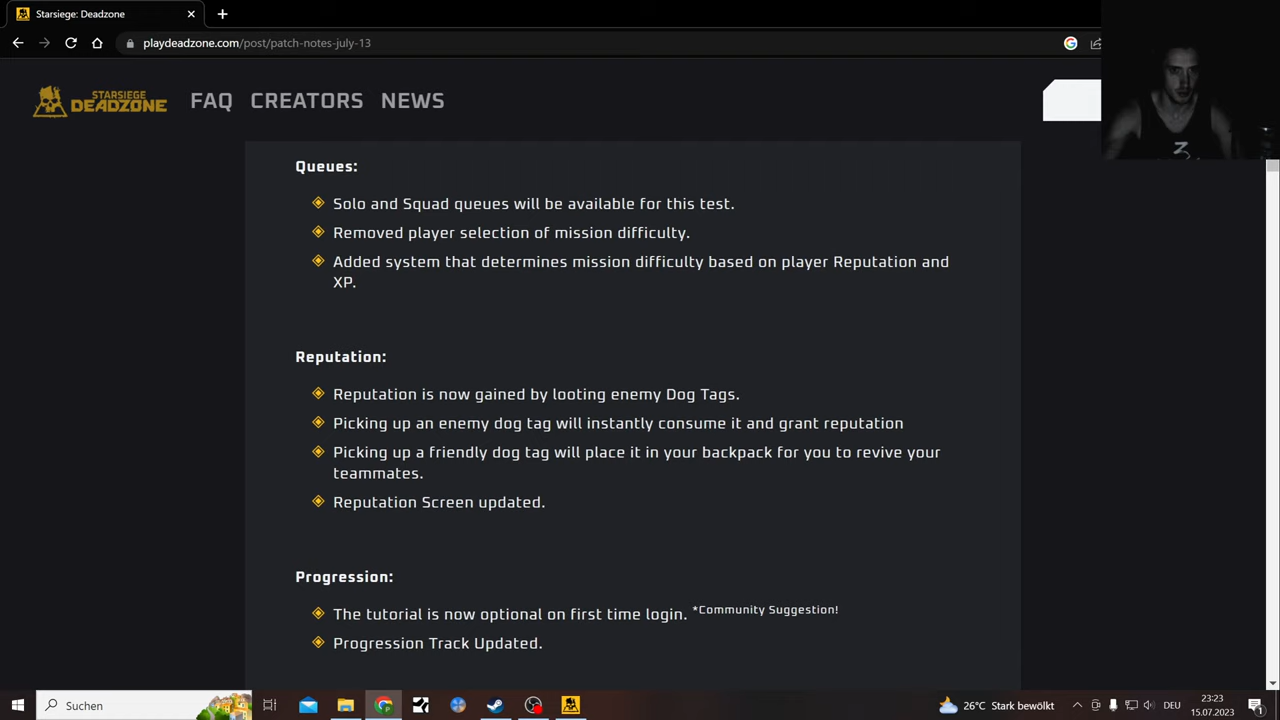 Starsiege: Deadzone
playdeadzone.com/post/patch-notes-july-13
STARSIEGE
DEADZONE
FAQ CREATORS NEWS
3
Queues:
Solo and Squad queues will be available for this test.
Removed player selection of mission difficulty.
Added system that determines mission difficulty based on player Reputation and
XP.
Reputation:
Reputation is now gained by looting enemy Dog Tags.
Picking up an enemy dog tag will instantly consume it and grant reputation
Picking up a friendly dog tag will place it in your backpack for you to revive your
teammates.
Reputation Screen updated.
Progression:
The tutorial is now optional on first time login. *Community Suggestion!
Progression Track Updated.
Suchen
26°C Stark bewölkt
DEU
23:23
15.07.2023
1